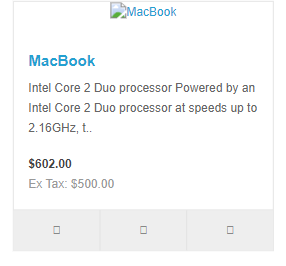 MacBook
MacBook
Intel Core 2 Duo processor Powered by an
Intel Core 2 Duo processor at speeds up to
2.16GHz, t..
$602.00
Ex Tax: $500.00